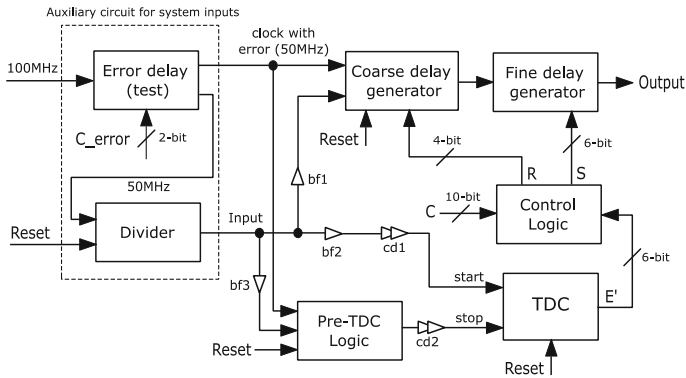 Auxiliary circuit for system inputs
clock with
error (50MHz)
100MHz
Error delay
(test)
Coarse delay
generator
Fine delay
generator
Output
C_error
2-bit
Reset
4-bit
6-bit
50MHz
bf1
R
S
Reset
Divider
Input
bf2
cd1
C
10-bit
Control
Logic
bf3
6-bit
start
Pre-TDC
Logic
stop
TDC
E'
Reset
cd2
Reset